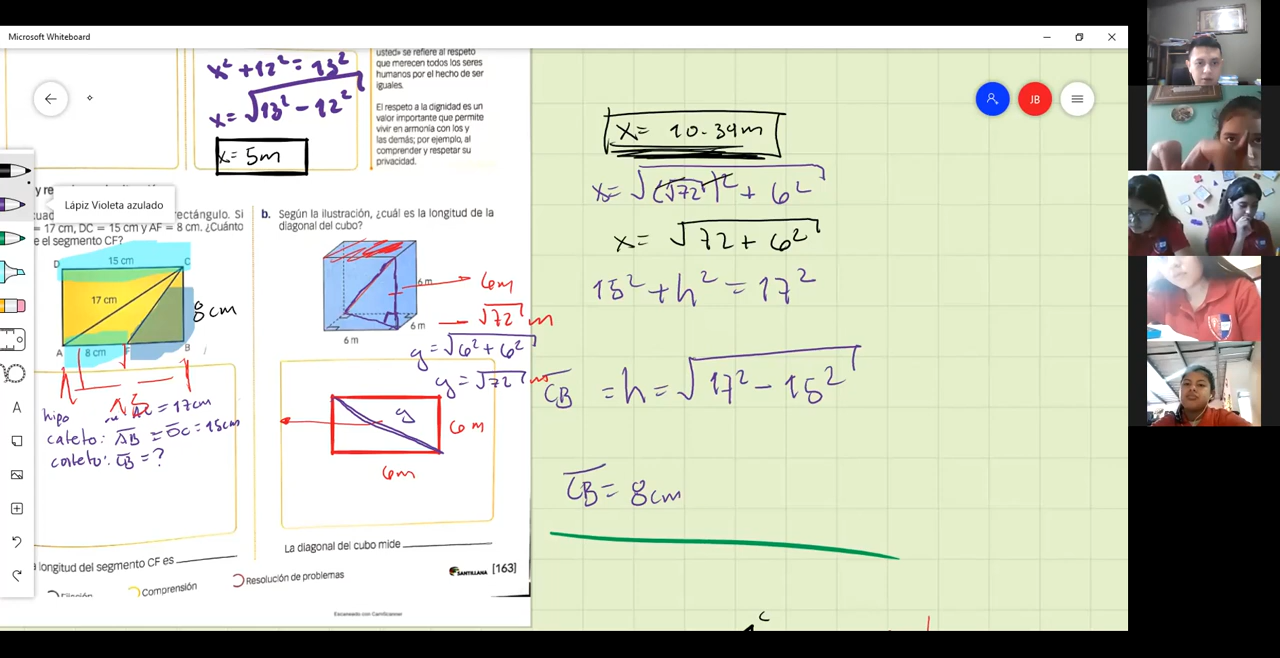 Microsoft Whiteboard
x² + 12² = 13²
x = √13² - 12²
x = 5m
usted» se refiere al respeto
que merecen todos los seres
humanos por el hecho de ser
iguales.
El respeto a la dignidad es un
valor importante que permite
vivir en armonía con los y
las demás; por ejemplo, al
comprender y respetar su
privacidad.
Lápiz Violeta azulado
rectángulo. Si
= 17 cm, DC = 15 cm y AF = 8 cm. ¿Cuánto
e el segmento CF?
D 15 cm C
17 cm
8 cm
A 8 cm F B
15
hipo AC = 17cm
cateto: AB = DC = 15cm
cateto: CB = ?
longitud del segmento CF es
b. Según la ilustración, ¿cuál es la longitud de la
diagonal del cubo?
6 m
6m
6 m
√72 m
6 m
y = √6² + 6²
y = √72 m
y
6 m
6m
La diagonal del cubo mide
SANTILLANA [163]
Comprensión
Resolución de problemas
Escaneado con CamScanner
x = 10.39m
x = √(√72)² + 6²
x = √72 + 6²
15² + h² = 17²
CB = h = √17² - 15²
CB = 8cm
JB
A
c